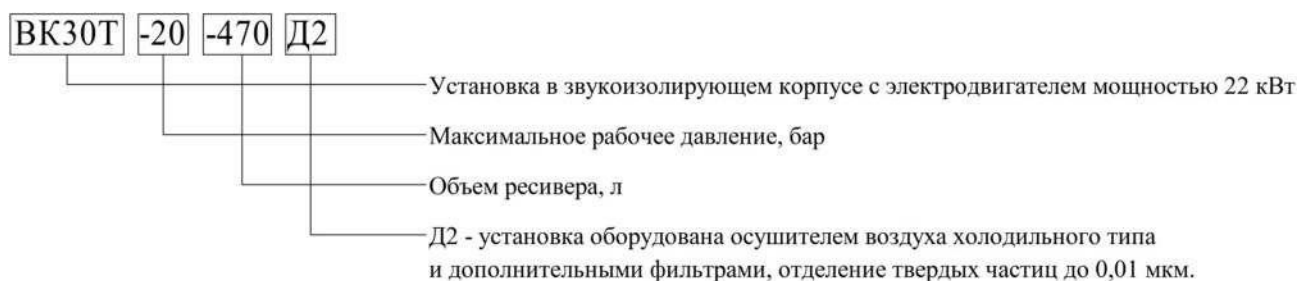 ВК30Т -20 -470 Д2
Установка в звукоизолирующем корпусе с электродвигателем мощностью 22 кВт
Максимальное рабочее давление, бар
Объем ресивера, л
Д2 - установка оборудована осушителем воздуха холодильного типа
и дополнительными фильтрами, отделение твердых частиц до 0,01 мкм.